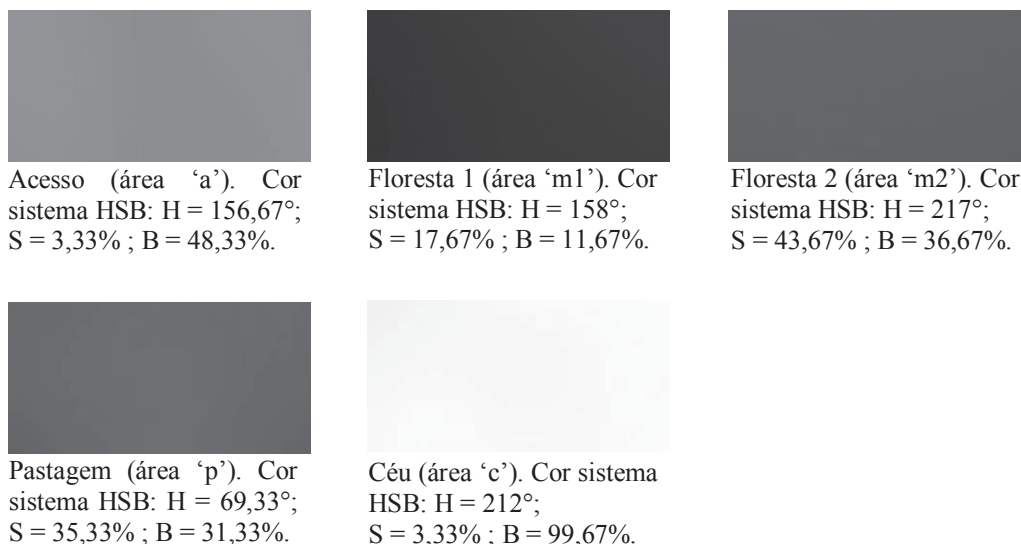 Acesso (área ‘a’). Cor
sistema HSB: H = 156,67°;
S = 3,33% ; B = 48,33%.
Floresta 1 (área ‘m1’). Cor
sistema HSB: H = 158°;
S = 17,67% ; B = 11,67%.
Floresta 2 (área ‘m2’). Cor
sistema HSB: H = 217°;
S = 43,67% ; B = 36,67%.
Pastagem (área ‘p’). Cor
sistema HSB: H = 69,33°;
S = 35,33% ; B = 31,33%.
Céu (área ‘c’). Cor sistema
HSB: H = 212°;
S = 3,33% ; B = 99,67%.